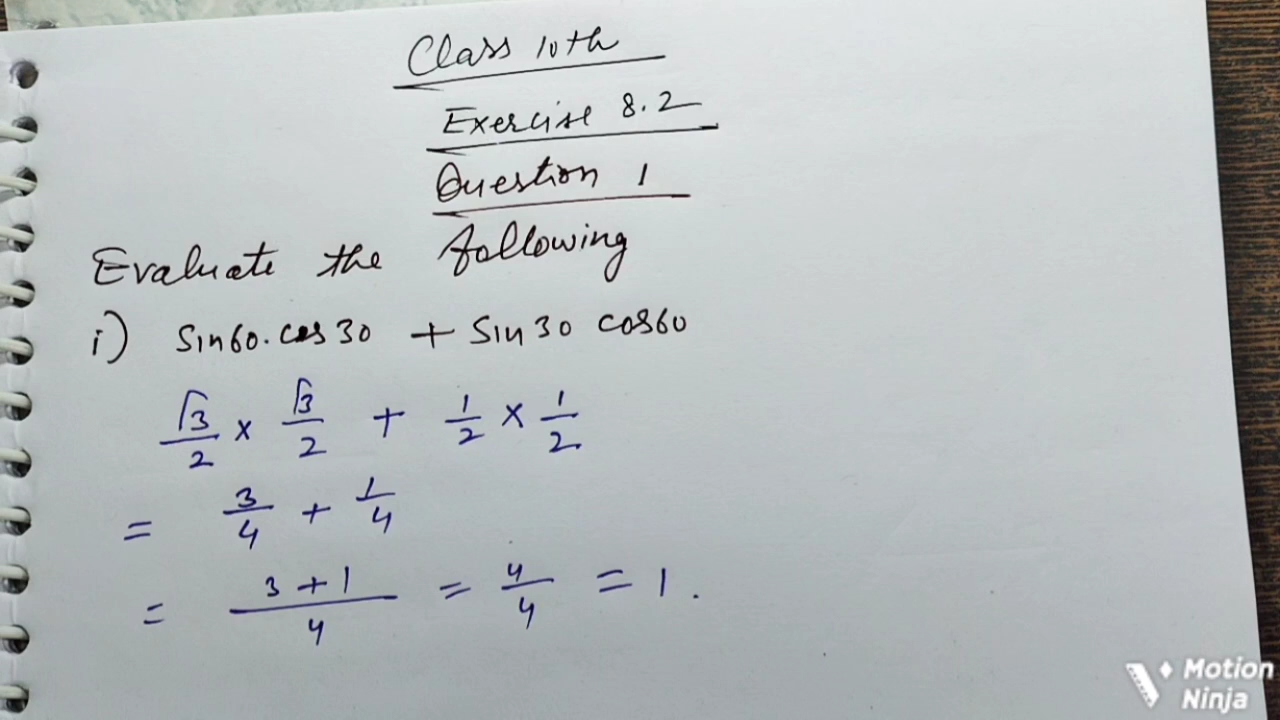 Class 10th
Exercise 8.2
Question 1
Evaluate the following
i) Sin60.cos30 + Sin30 cos60
√3/2 × √3/2 + 1/2 × 1/2
= 3/4 + 1/4
= 3+1/4 = 4/4 = 1.
Motion
Ninja